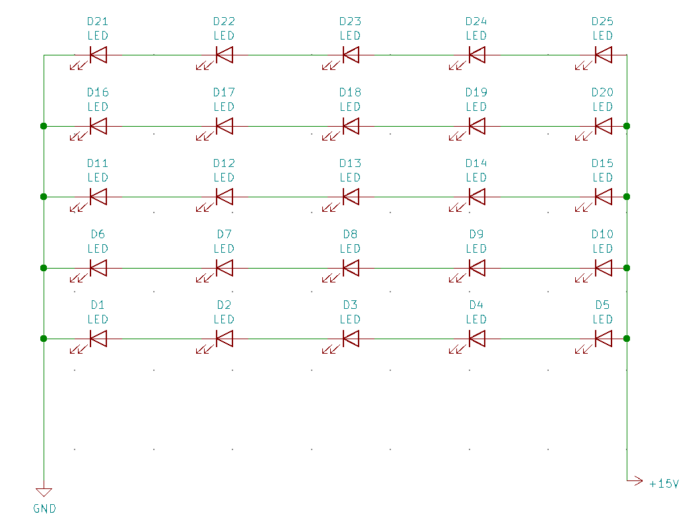 D21 D22 D23 D24 D25
LED LED LED LED LED
D16 D17 D18 D19 D20
LED LED LED LED LED
D11 D12 D13 D14 D15
LED LED LED LED LED
D6 D7 D8 D9 D10
LED LED LED LED LED
D1 D2 D3 D4 D5
LED LED LED LED LED
+15V
GND